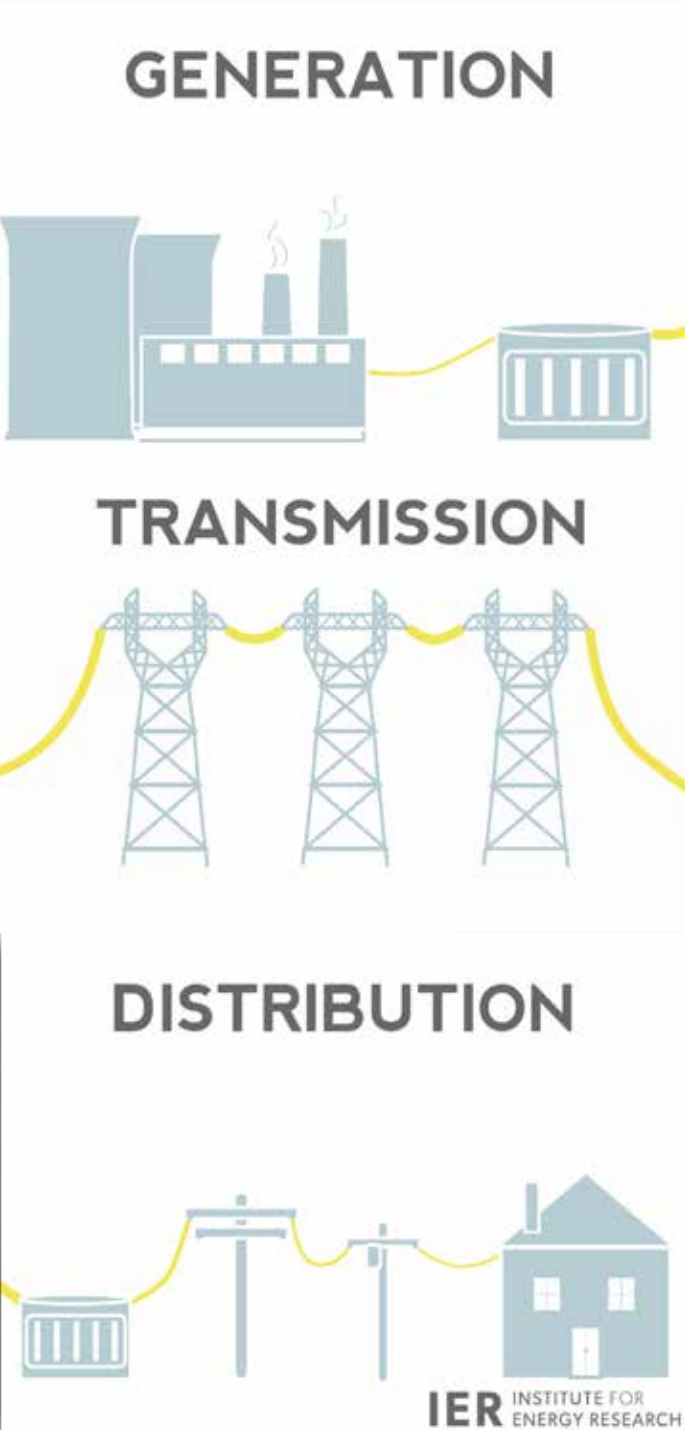 GENERATION
TRANSMISSION
DISTRIBUTION
IER INSTITUTE FOR
ENERGY RESEARCH